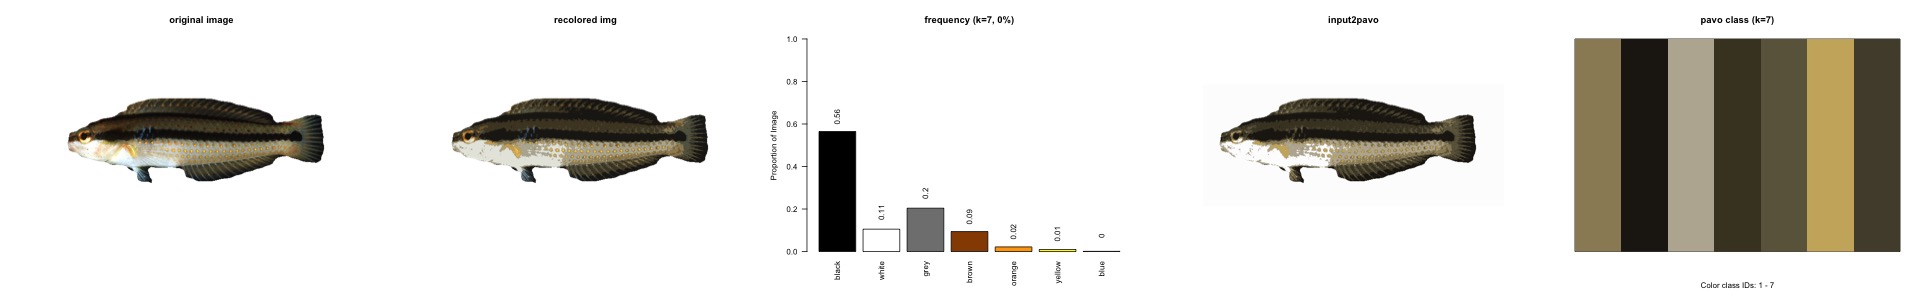 original image
recolored img
frequency (k=7, 0%)
input2pavo
pavo class (k=7)
Proportion of Image
1.0
0.8
0.6
0.4
0.2
0.0
0.56
0.11
0.2
0.09
0.02
0.01
0
black
white
grey
brown
orange
yellow
blue
Color class IDs: 1 - 7